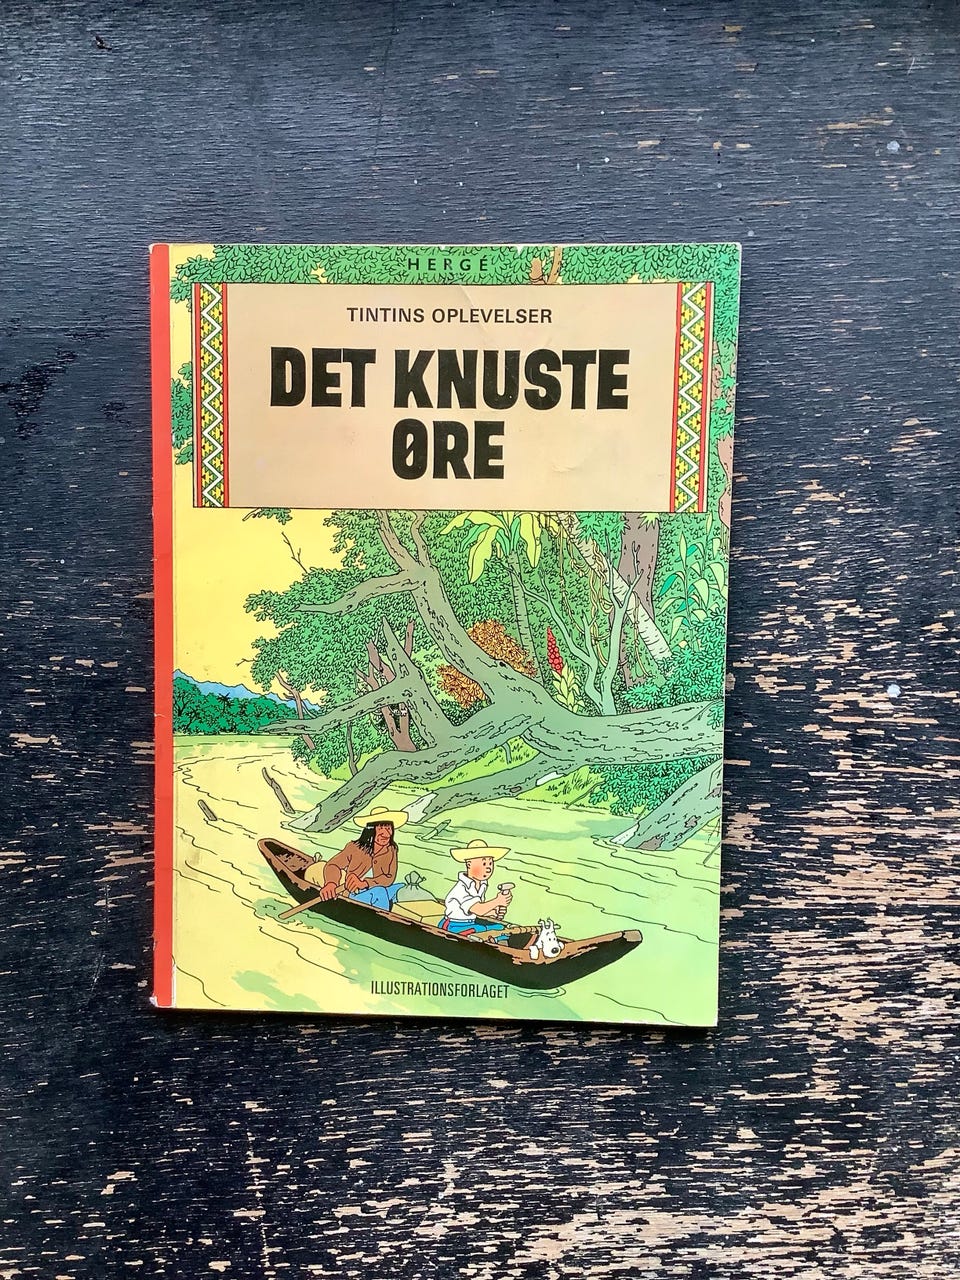 HERGÉ
TINTINS OPLEVELSER
DET KNUSTE
ØRE
ILLUSTRATIONSFORLAGET